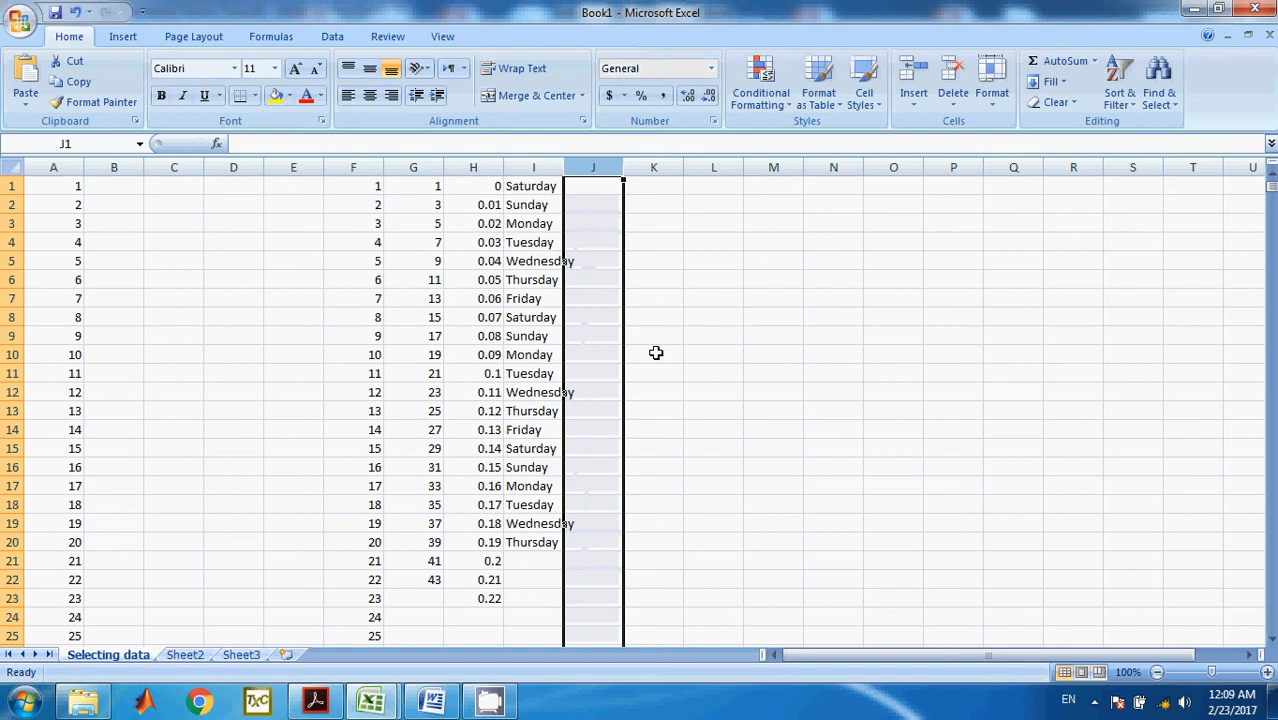 Book1 - Microsoft Excel
Home Insert Page Layout Formulas Data Review View
Paste Cut Copy Format Painter Clipboard
Calibri 11 B I U Font
Wrap Text Merge & Center Alignment
General $ % , Number
Conditional Formatting Format as Table Cell Styles Styles
Insert Delete Format Cells
AutoSum Fill Clear Sort & Filter Find & Select Editing
J1 fx
A B C D E F G H I J K L M N O P Q R S T U
1 1 1 1 0 Saturday
2 2 2 3 0.01 Sunday
3 3 3 5 0.02 Monday
4 4 4 7 0.03 Tuesday
5 5 5 9 0.04 Wednesday
6 6 6 11 0.05 Thursday
7 7 7 13 0.06 Friday
8 8 8 15 0.07 Saturday
9 9 9 17 0.08 Sunday
10 10 10 19 0.09 Monday
11 11 11 21 0.1 Tuesday
12 12 12 23 0.11 Wednesday
13 13 13 25 0.12 Thursday
14 14 14 27 0.13 Friday
15 15 15 29 0.14 Saturday
16 16 16 31 0.15 Sunday
17 17 17 33 0.16 Monday
18 18 18 35 0.17 Tuesday
19 19 19 37 0.18 Wednesday
20 20 20 39 0.19 Thursday
21 21 21 41 0.2
22 22 22 43 0.21
23 23 23 0.22
24 24 24
25 25 25
Selecting data Sheet2 Sheet3
Ready 100%
TXC EN 12:09 AM
2/23/2017